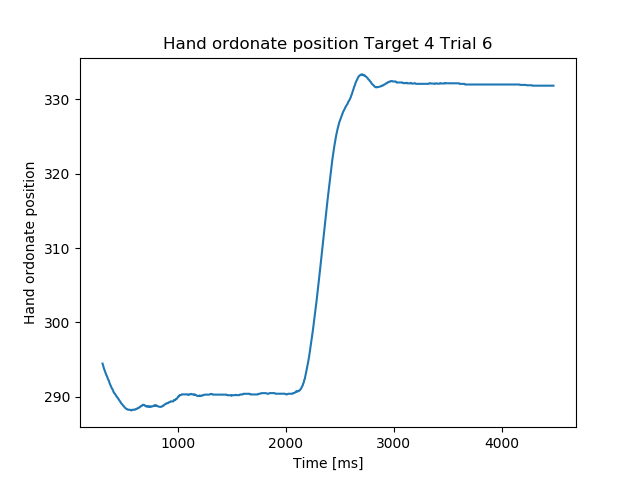 Hand ordonate position Target 4 Trial 6
Hand ordonate position
330
320
310
300
290
1000 2000 3000 4000
Time [ms]